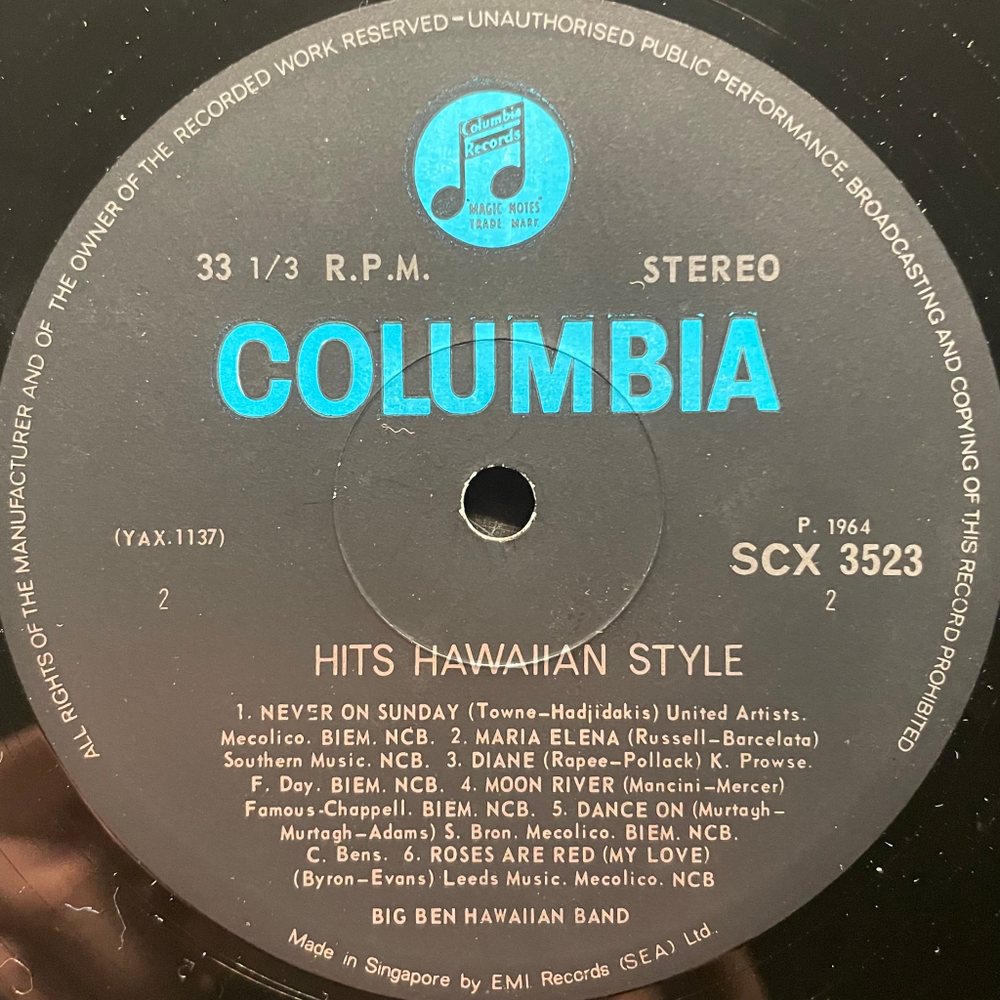 ALL RIGHTS OF THE MANUFACTURER AND OF THE OWNER OF THE RECORDED WORK RESERVED – UNAUTHORISED PUBLIC PERFORMANCE, BROADCASTING AND COPYING OF THIS RECORD PROHIBITED
Columbia
Records
"MAGIC NOTES"
TRADE MARK
33 1/3 R.P.M. STEREO
COLUMBIA
(YAX.1137) P. 1964
SCX 3523
2 2
HITS HAWAIIAN STYLE
1. NEVER ON SUNDAY (Towne–Hadjidakis) United Artists.
Mecolico. BIEM. NCB. 2. MARIA ELENA (Russell–Barcelata)
Southern Music. NCB. 3. DIANE (Rapee–Pollack) K. Prowse.
F. Day. BIEM. NCB. 4. MOON RIVER (Mancini–Mercer)
Famous-Chappell. BIEM. NCB. 5. DANCE ON (Murtagh–
Murtagh–Adams) S. Bron. Mecolico. BIEM. NCB.
C. Bens. 6. ROSES ARE RED (MY LOVE)
(Byron–Evans) Leeds Music. Mecolico. NCB
BIG BEN HAWAIIAN BAND
Made in Singapore by E.M.I. Records (S.E.A.) Ltd.